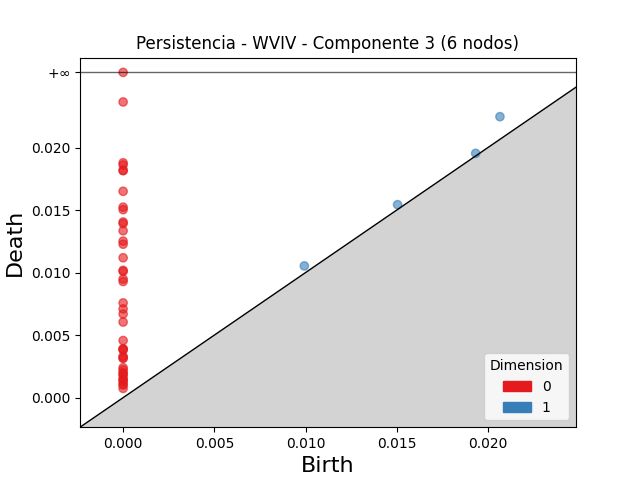 Persistencia - WVIV - Componente 3 (6 nodos)
+∞
0.020
0.015
0.010
0.005
0.000
Death
0.000 0.005 0.010 0.015 0.020
Birth
Dimension
0
1